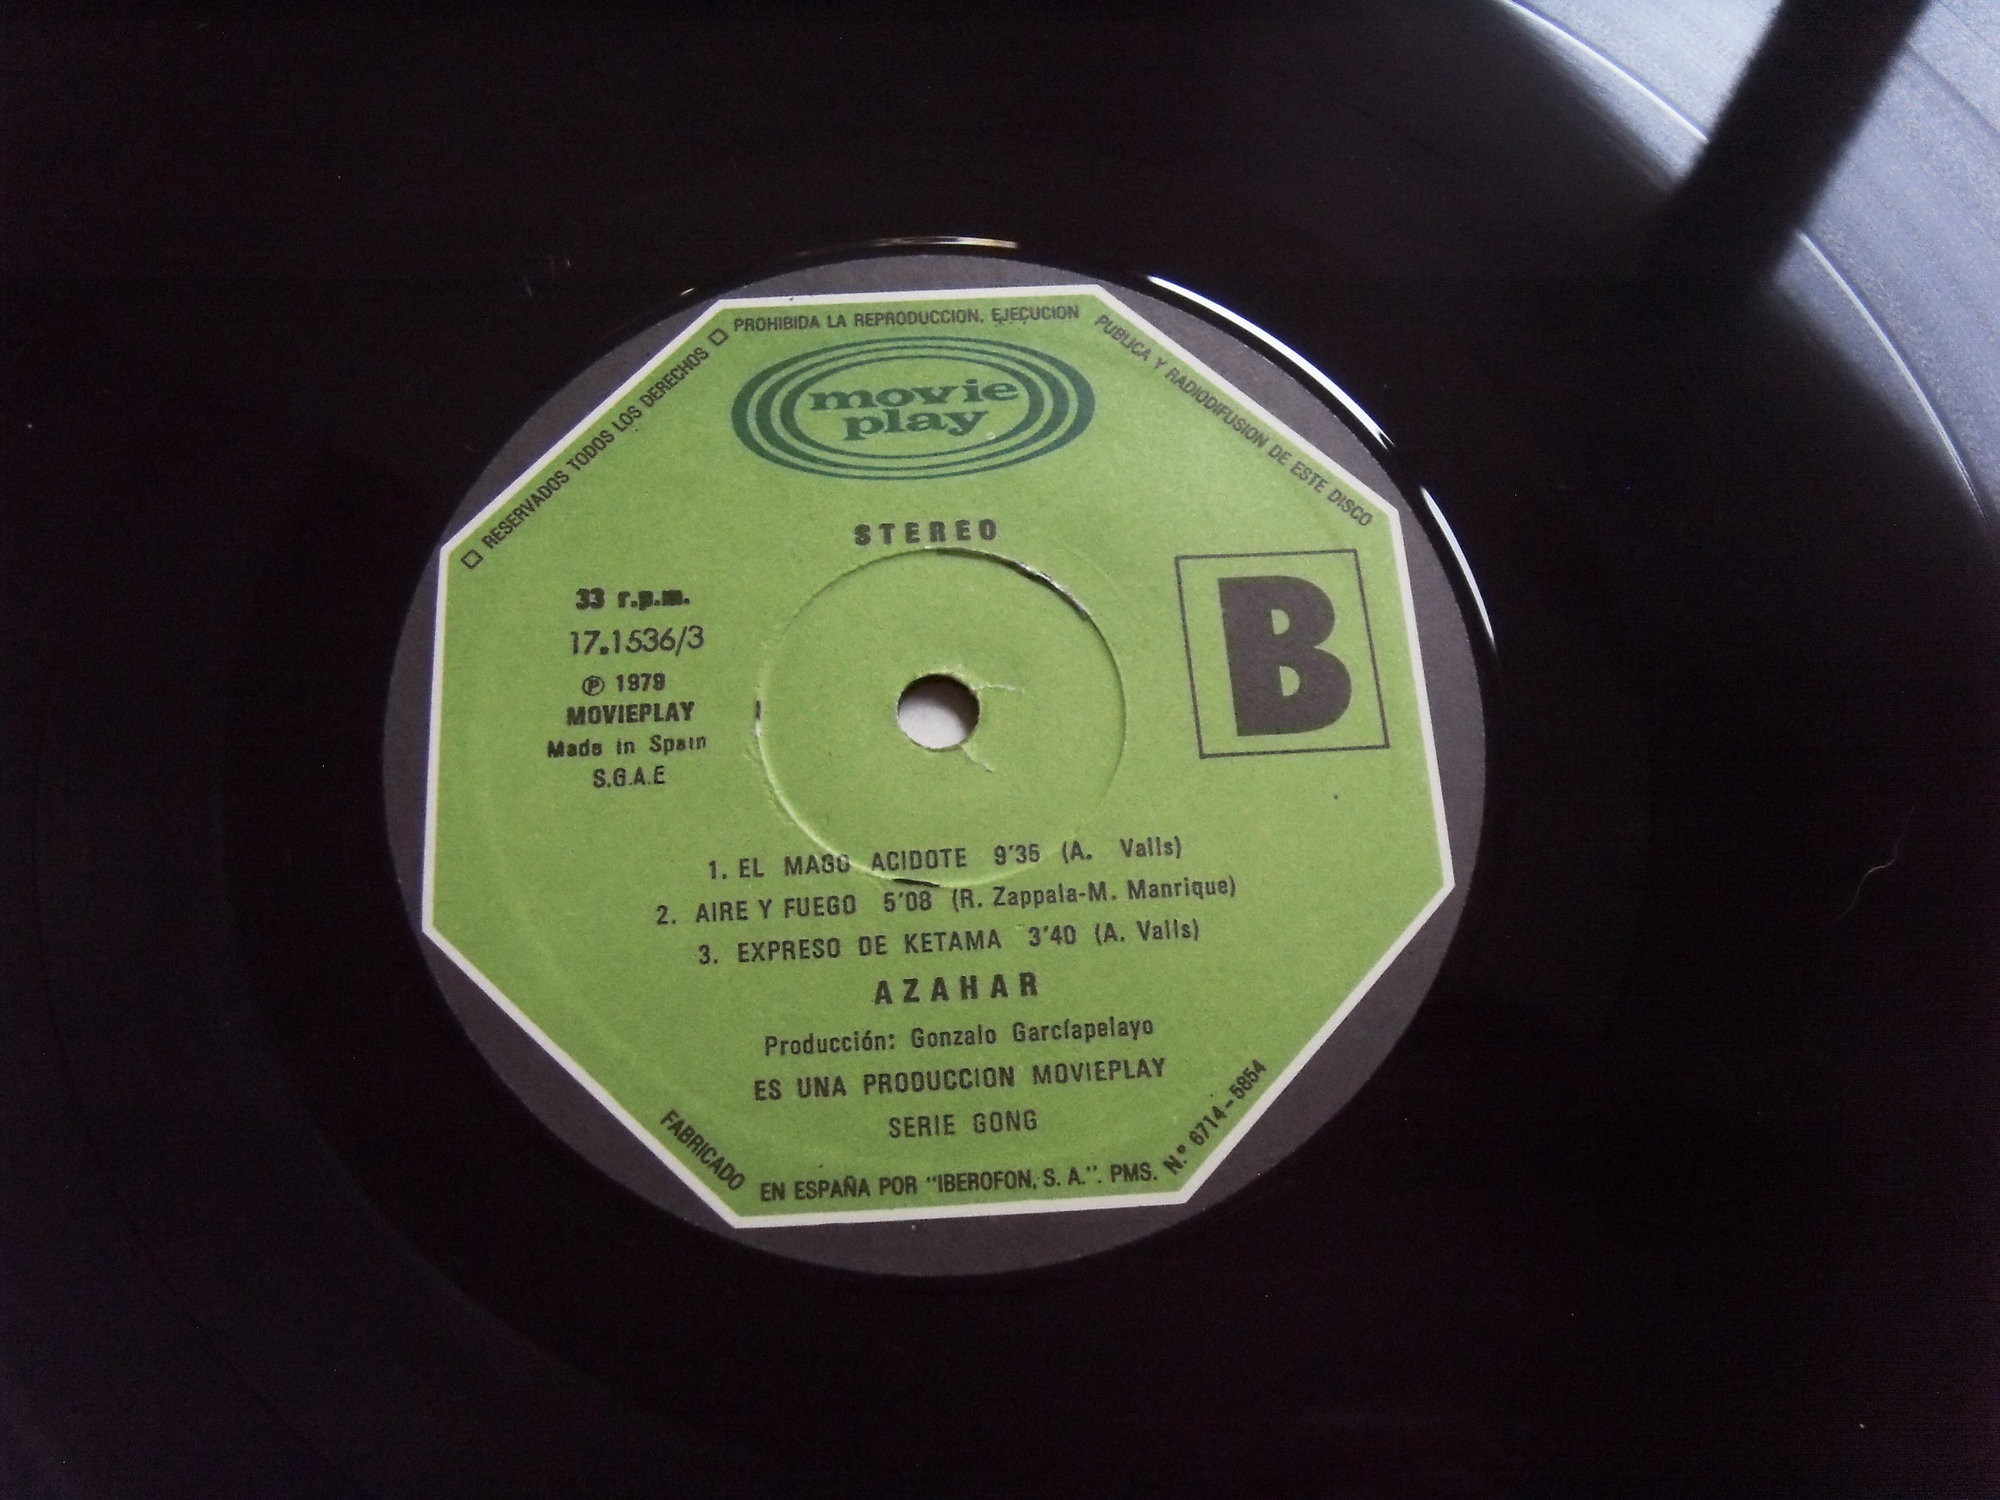 □ RESERVADOS TODOS LOS DERECHOS □ PROHIBIDA LA REPRODUCCION, EJECUCION PUBLICA Y RADIODIFUSION DE ESTE DISCO
movie
play
STEREO
33 r.p.m.
17.1536/3
℗ 1979
MOVIEPLAY
Made in Spain
S.G.A.E
B
1. EL MAGO ACIDOTE 9'35 (A. Valls)
2. AIRE Y FUEGO 5'08 (R. Zappala-M. Manrique)
3. EXPRESO DE KETAMA 3'40 (A. Valls)
AZAHAR
Producción: Gonzalo Garcíapelayo
ES UNA PRODUCCION MOVIEPLAY
SERIE GONG
FABRICADO EN ESPAÑA POR "IBEROFON, S. A.". PMS. N.º 6714-5854